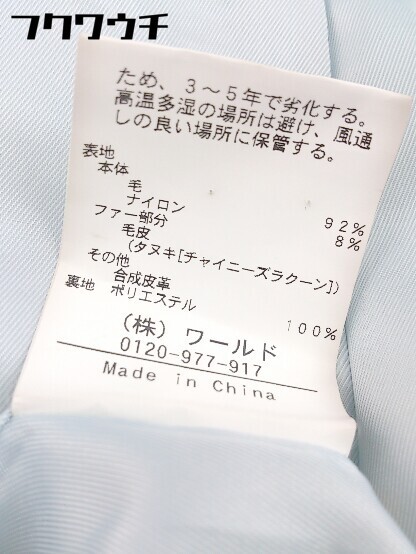 フクウウチ
ため、3～5年で劣化する。
高温多湿の場所は避け、風通
しの良い場所に保管する。
表地
本体
毛 92%
ナイロン 8%
ファー部分
毛皮
(タヌキ[チャイニーズラクーン])
その他
合成皮革
裏地 ポリエステル 100%
(株) ワールド
0120-977-917
Made in China